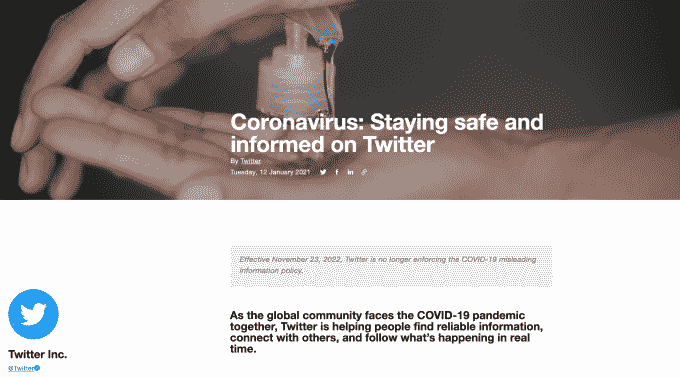 Coronavirus: Staying safe and
informed on Twitter
By Twitter
Tuesday, 12 January 2021
Effective November 23, 2022, Twitter is no longer enforcing the COVID-19 misleading
information policy.
As the global community faces the COVID-19 pandemic
together, Twitter is helping people find reliable information,
connect with others, and follow what's happening in real
time.
Twitter Inc.
@Twitter